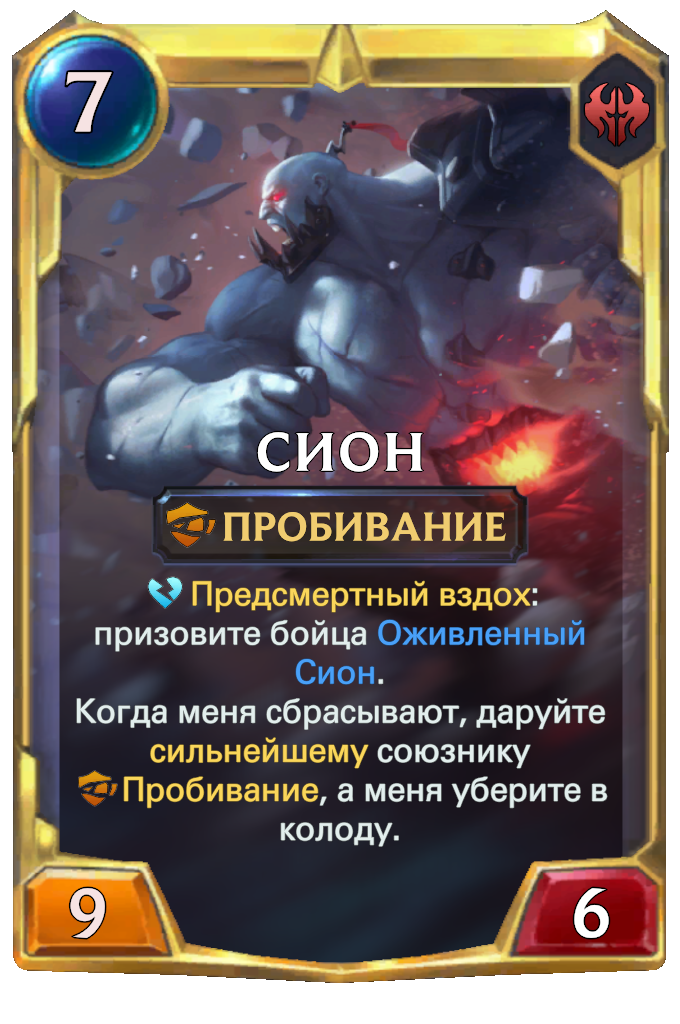 7
СИОН
ПРОБИВАНИЕ
Предсмертный вздох:
призовите бойца Оживленный
Сион.
Когда меня сбрасывают, даруйте
сильнейшему союзнику
Пробивание, а меня уберите в
колоду.
9
6